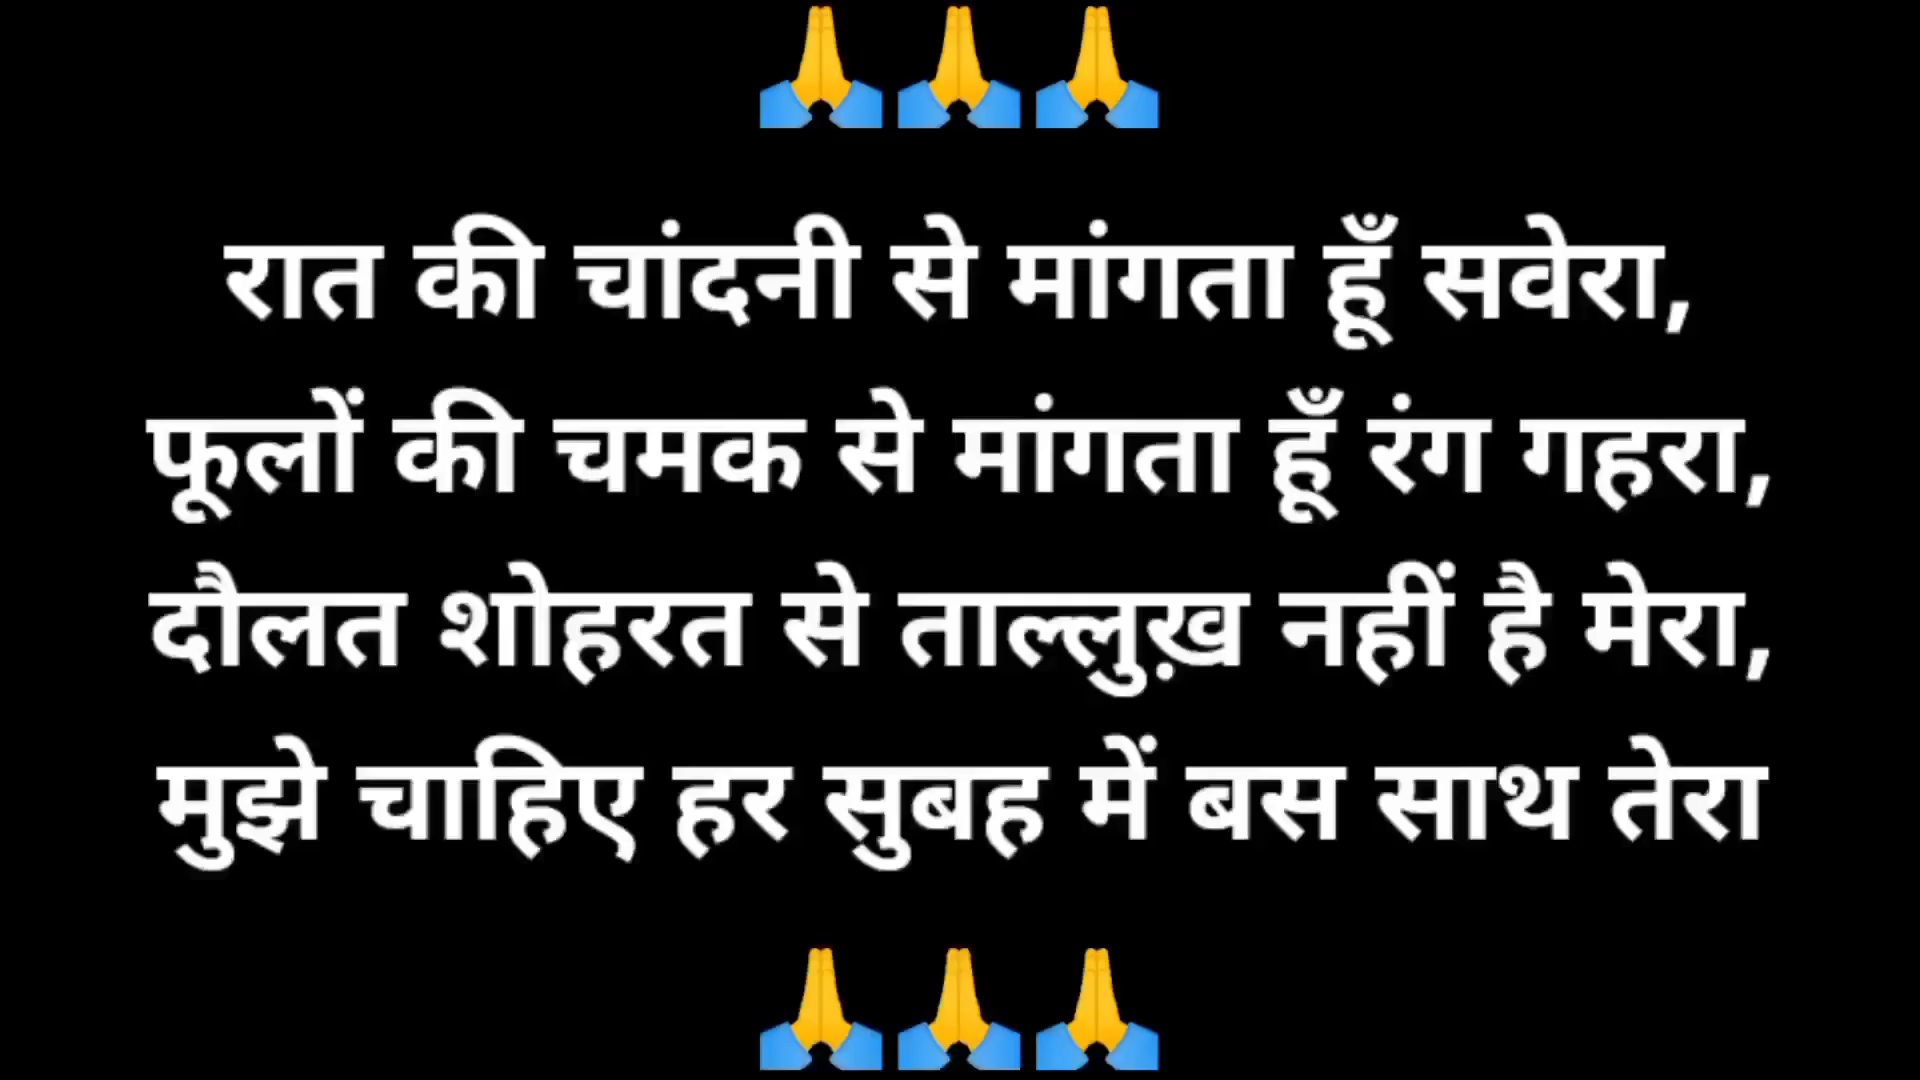 🙏🙏🙏
रात की चांदनी से मांगता हूँ सवेरा,
फूलों की चमक से मांगता हूँ रंग गहरा,
दौलत शोहरत से ताल्लुख़ नहीं है मेरा,
मुझे चाहिए हर सुबह में बस साथ तेरा
🙏🙏🙏